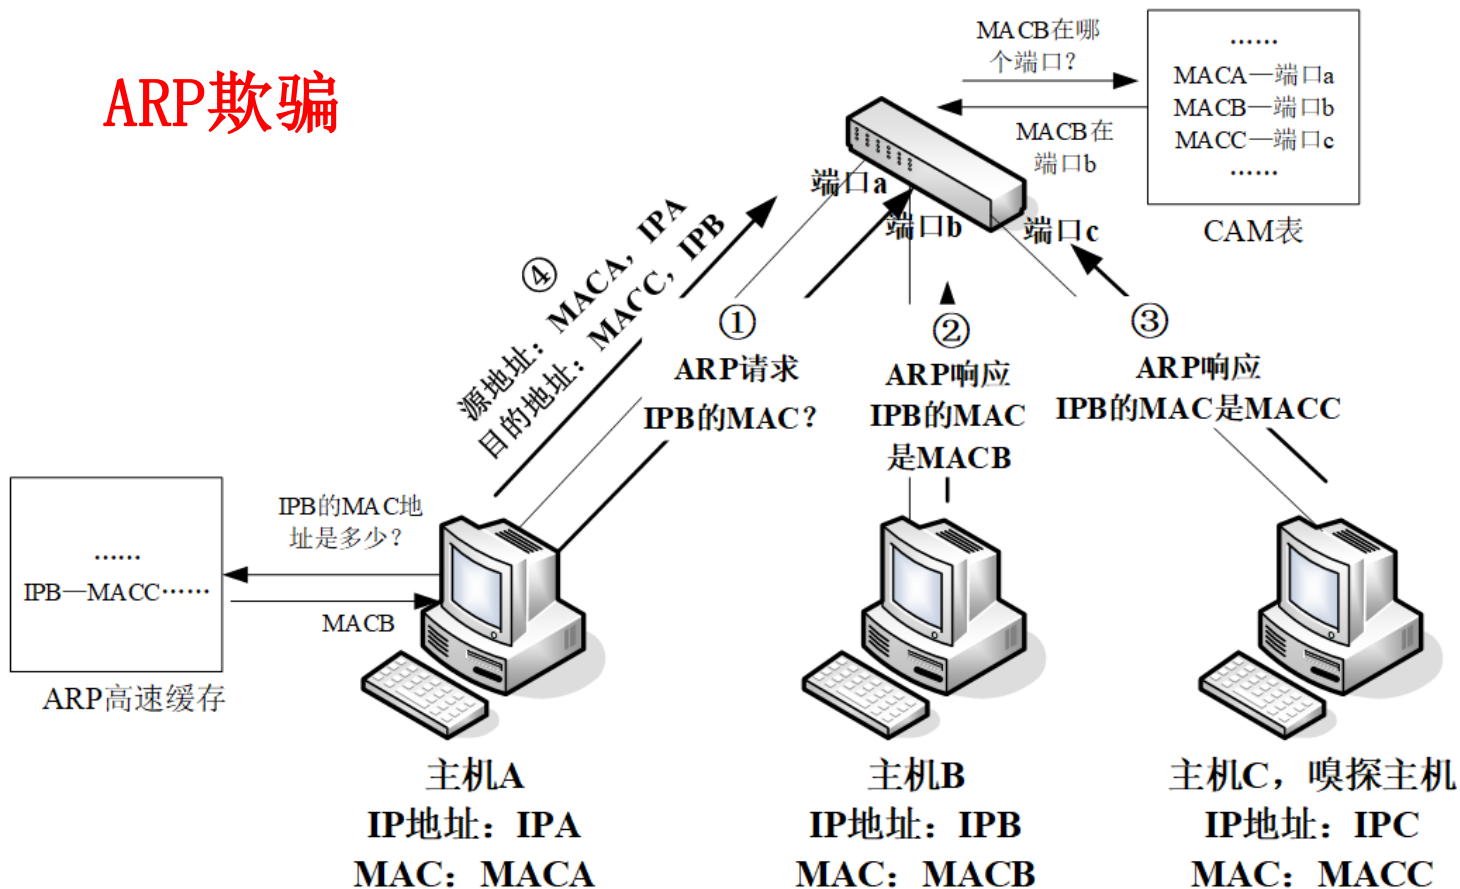 ARP欺骗
MACB在哪
个端口？
MACB在
端口b
……
MACA—端口a
MACB—端口b
MACC—端口c
……
CAM表
端口a
端口b
端口c
④
源地址：MACA，IPA
目的地址：MACC，IPB
①
ARP请求
IPB的MAC？
②
ARP响应
IPB的MAC
是MACB
③
ARP响应
IPB的MAC是MACC
……
IPB—MACC……
ARP高速缓存
IPB的MAC地
址是多少？
MACB
主机A
IP地址：IPA
MAC：MACA
主机B
IP地址：IPB
MAC：MACB
主机C，嗅探主机
IP地址：IPC
MAC：MACC